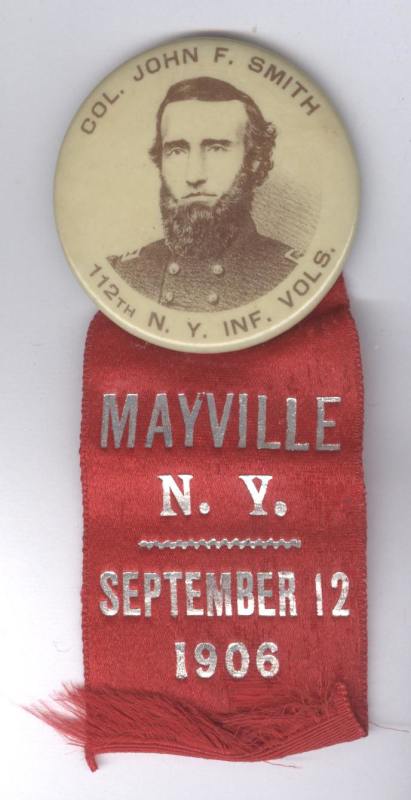 COL. JOHN F. SMITH
112TH N. Y. INF. VOLS.
MAYVILLE
N. Y.
SEPTEMBER 12
1906